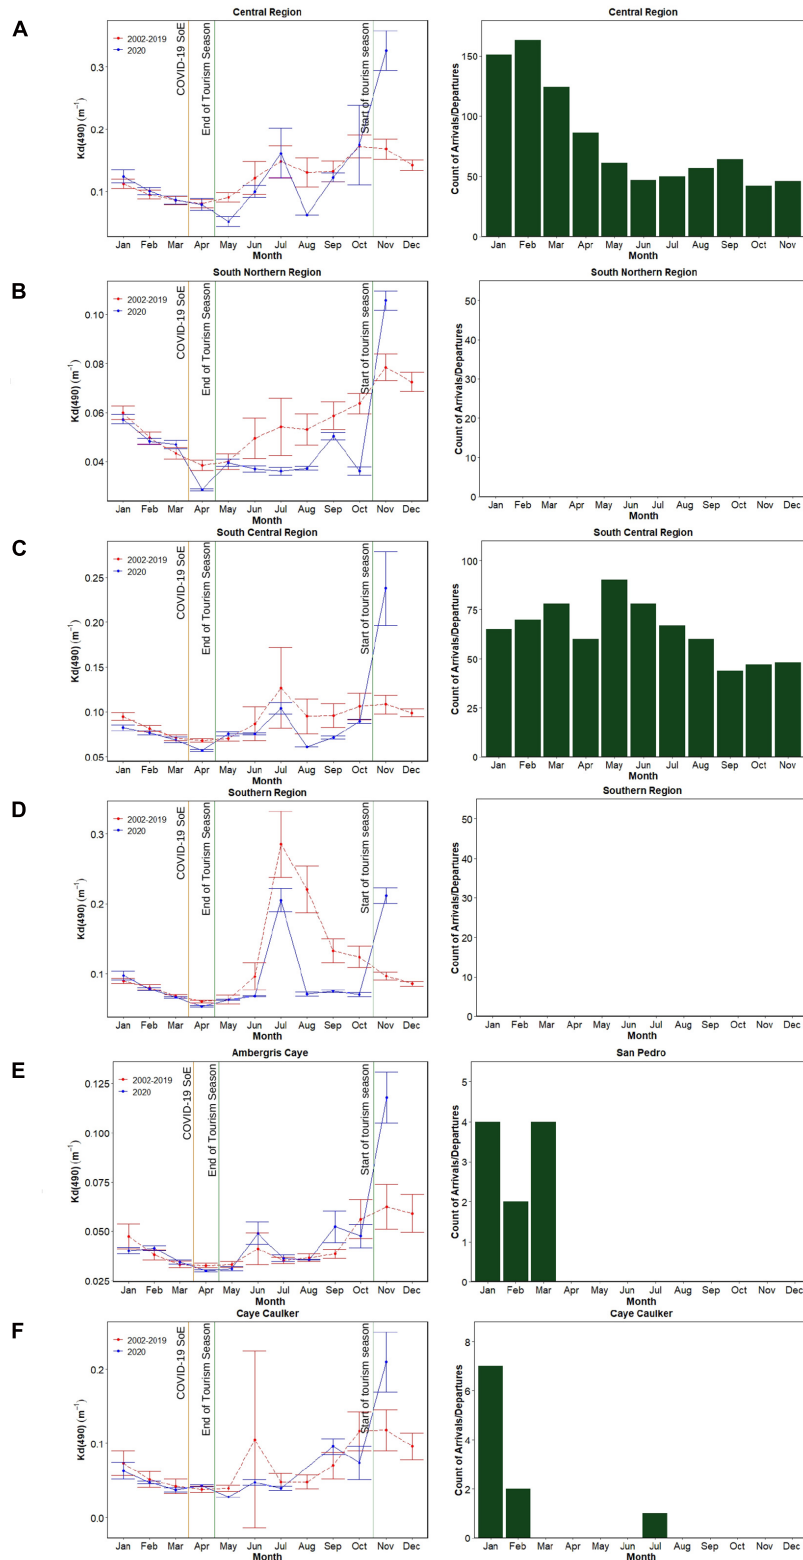 A
Central Region
2002-2019
2020
COVID-19 SoE
End of Tourism Season
Start of tourism season
Kd(490) (m⁻¹)
0.3
0.2
0.1
Jan Feb Mar Apr May Jun Jul Aug Sep Oct Nov Dec
Month
Central Region
Count of Arrivals/Departures
150
100
50
0
Jan Feb Mar Apr May Jun Jul Aug Sep Oct Nov
Month
B
South Northern Region
2002-2019
2020
COVID-19 SoE
End of Tourism Season
Start of tourism season
Kd(490) (m⁻¹)
0.10
0.08
0.06
0.04
Jan Feb Mar Apr May Jun Jul Aug Sep Oct Nov Dec
Month
South Northern Region
Count of Arrivals/Departures
50
40
30
20
10
0
Jan Feb Mar Apr May Jun Jul Aug Sep Oct Nov Dec
Month
C
South Central Region
2002-2019
2020
COVID-19 SoE
End of Tourism Season
Start of tourism season
Kd(490) (m⁻¹)
0.25
0.20
0.15
0.10
0.05
Jan Feb Mar Apr May Jun Jul Aug Sep Oct Nov Dec
Month
South Central Region
Count of Arrivals/Departures
100
75
50
25
0
Jan Feb Mar Apr May Jun Jul Aug Sep Oct Nov
Month
D
Southern Region
2002-2019
2020
COVID-19 SoE
End of Tourism Season
Start of tourism season
Kd(490) (m⁻¹)
0.3
0.2
0.1
Jan Feb Mar Apr May Jun Jul Aug Sep Oct Nov Dec
Month
Southern Region
Count of Arrivals/Departures
50
40
30
20
10
0
Jan Feb Mar Apr May Jun Jul Aug Sep Oct Nov Dec
Month
E
Ambergris Caye
2002-2019
2020
COVID-19 SoE
End of Tourism Season
Start of tourism season
Kd(490) (m⁻¹)
0.125
0.100
0.075
0.050
0.025
Jan Feb Mar Apr May Jun Jul Aug Sep Oct Nov Dec
Month
San Pedro
Count of Arrivals/Departures
5
4
3
2
1
0
Jan Feb Mar Apr May Jun Jul Aug Sep Oct Nov Dec
Month
F
Caye Caulker
2002-2019
2020
COVID-19 SoE
End of Tourism Season
Start of tourism season
Kd(490) (m⁻¹)
0.2
0.1
0.0
Jan Feb Mar Apr May Jun Jul Aug Sep Oct Nov Dec
Month
Caye Caulker
Count of Arrivals/Departures
8
6
4
2
0
Jan Feb Mar Apr May Jun Jul Aug Sep Oct Nov Dec
Month